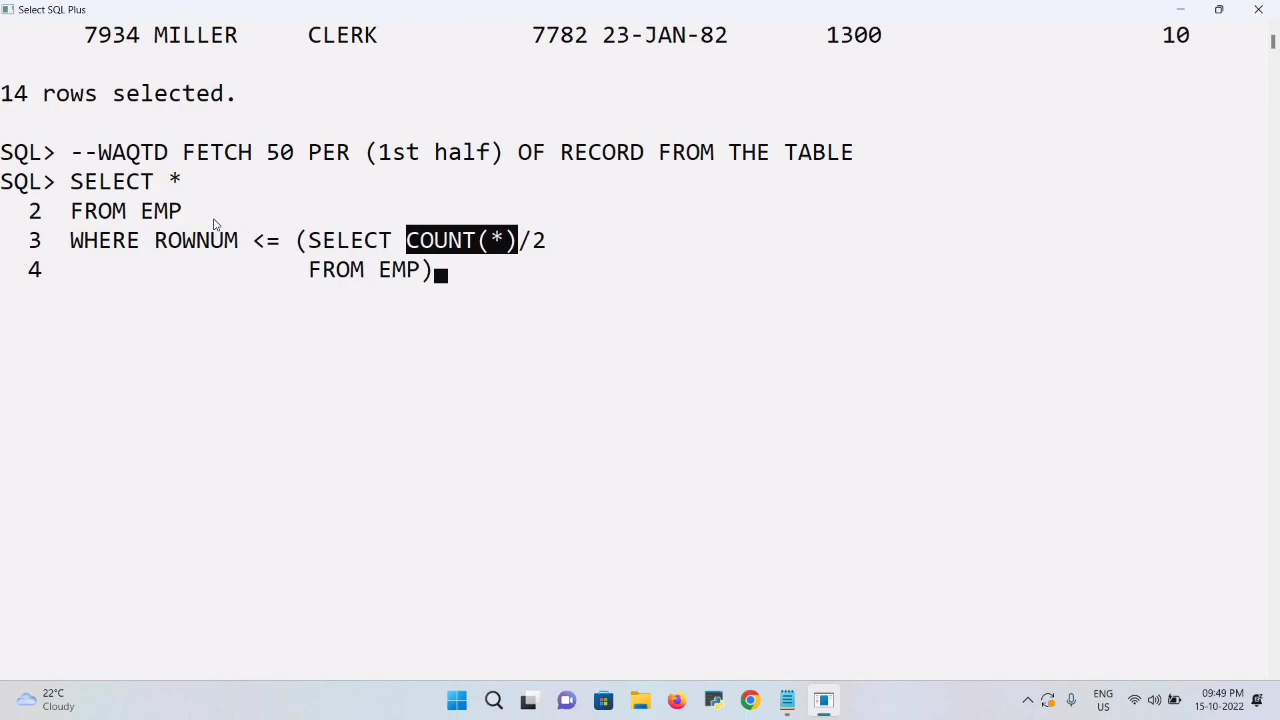 Select SQL Plus
7934 MILLER CLERK 7782 23-JAN-82 1300 10
14 rows selected.
SQL> --WAQTD FETCH 50 PER (1st half) OF RECORD FROM THE TABLE
SQL> SELECT *
2 FROM EMP
3 WHERE ROWNUM <= (SELECT COUNT(*)/2
4 FROM EMP)
22°C
Cloudy
ENG
US
09:49 PM
5-10-2022